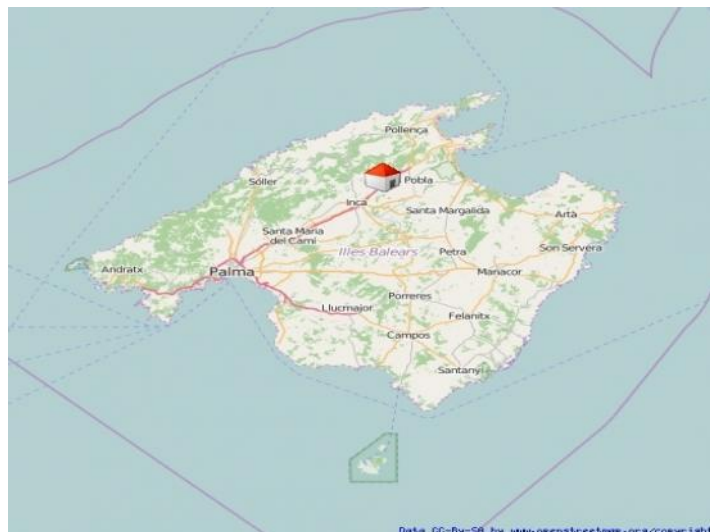 Pollença
Pobla
Sóller
Inca
Santa Margalida
Artà
Santa Maria
del Camí
Son Servera
Illes Balears
Petra
Andratx
Palma
Manacor
Porreres
Llucmajor
Felanitx
Campos
Santanyí
Data CC-By-SA by www.openstreetmap.org/copyright